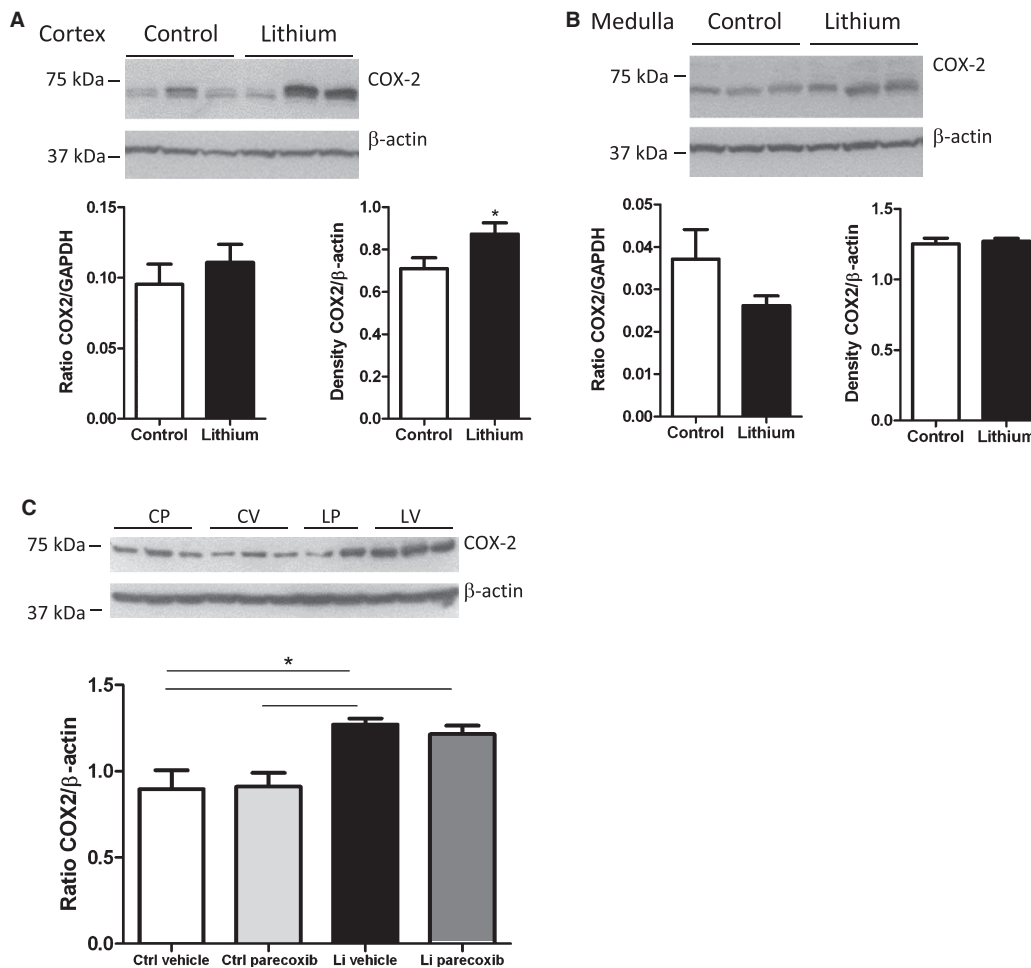 A
Cortex
Control
Lithium
75 kDa
COX-2
37 kDa
β-actin
Ratio COX2/GAPDH
0.15
0.10
0.05
0.00
Control
Lithium
Density COX2/β-actin
1.0
0.8
0.6
0.4
0.2
0.0
*
Control
Lithium
B
Medulla
Control
Lithium
75 kDa
COX-2
37 kDa
β-actin
Ratio COX2/GAPDH
0.05
0.04
0.03
0.02
0.01
0.00
Control
Lithium
Density COX2/β-actin
1.5
1.0
0.5
0.0
Control
Lithium
C
CP
CV
LP
LV
75 kDa
COX-2
37 kDa
β-actin
*
Ratio COX2/β-actin
1.5
1.0
0.5
0.0
Ctrl vehicle
Ctrl parecoxib
Li vehicle
Li parecoxib